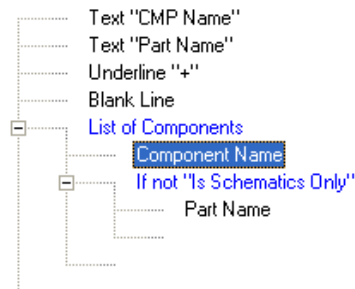 Text "CMP Name"
Text "Part Name"
Underline "+"
Blank Line
List of Components
Component Name
If not "Is Schematics Only"
Part Name